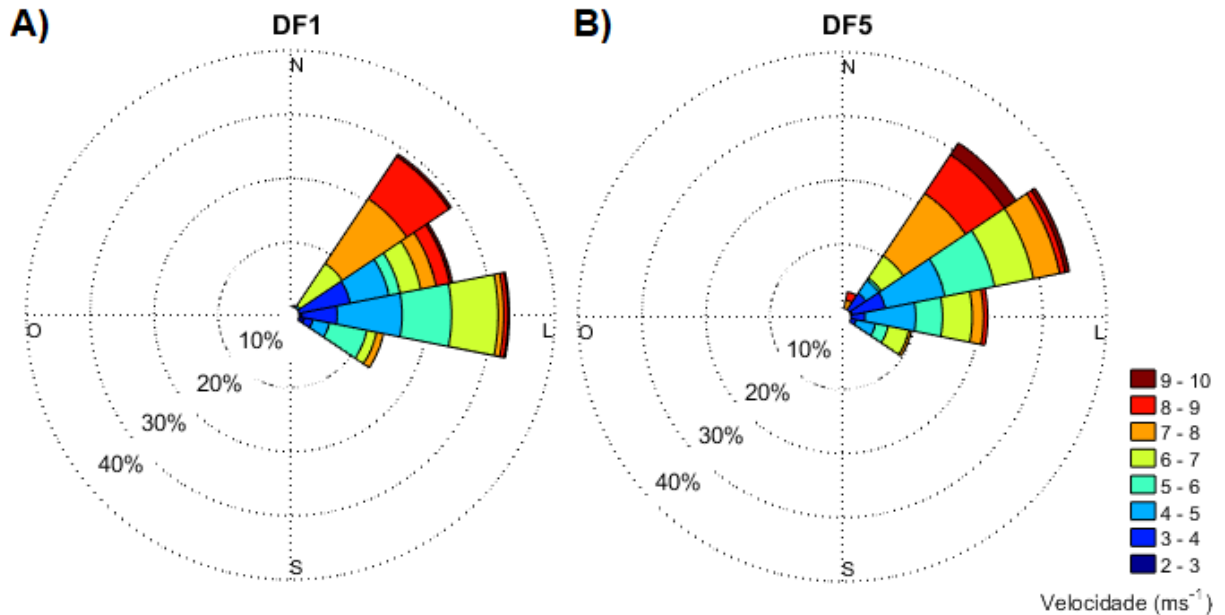 A)
DF1
N
O
L
10%
20%
30%
40%
S
B)
DF5
N
O
L
10%
20%
30%
40%
S
9 - 10
8 - 9
7 - 8
6 - 7
5 - 6
4 - 5
3 - 4
2 - 3
Velocidade (ms⁻¹)